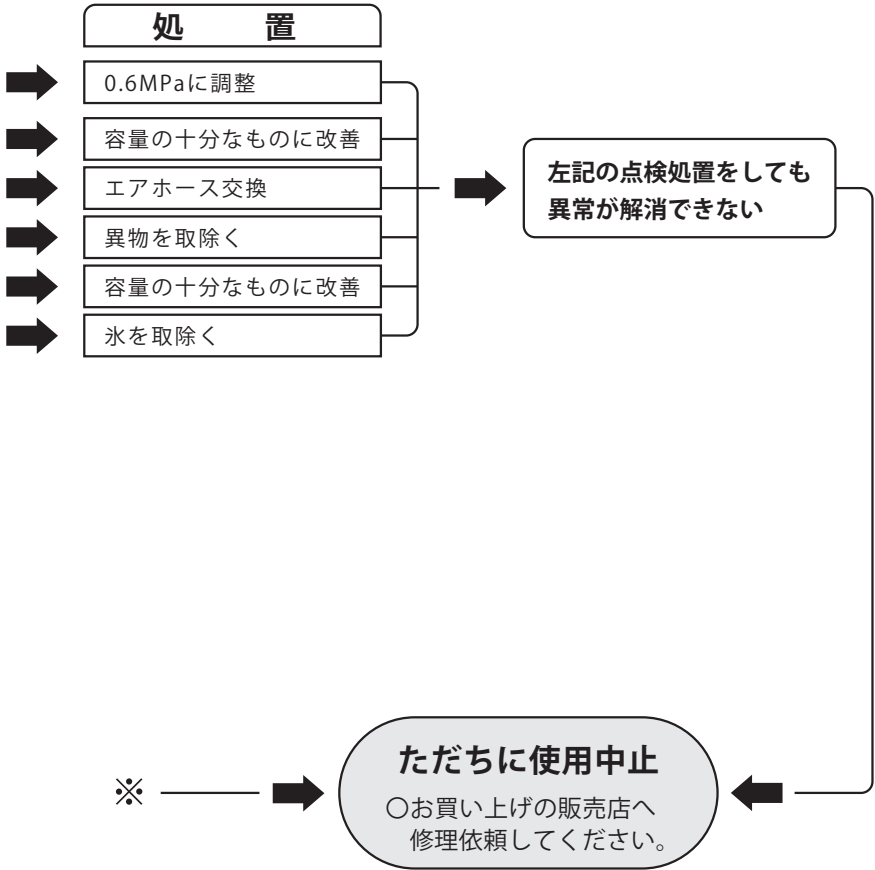 処 置
0.6MPaに調整
容量の十分なものに改善
エアホース交換
異物を取除く
容量の十分なものに改善
氷を取除く
左記の点検処置をしても
異常が解消できない
※
ただちに使用中止
〇お買い上げの販売店へ
修理依頼してください。